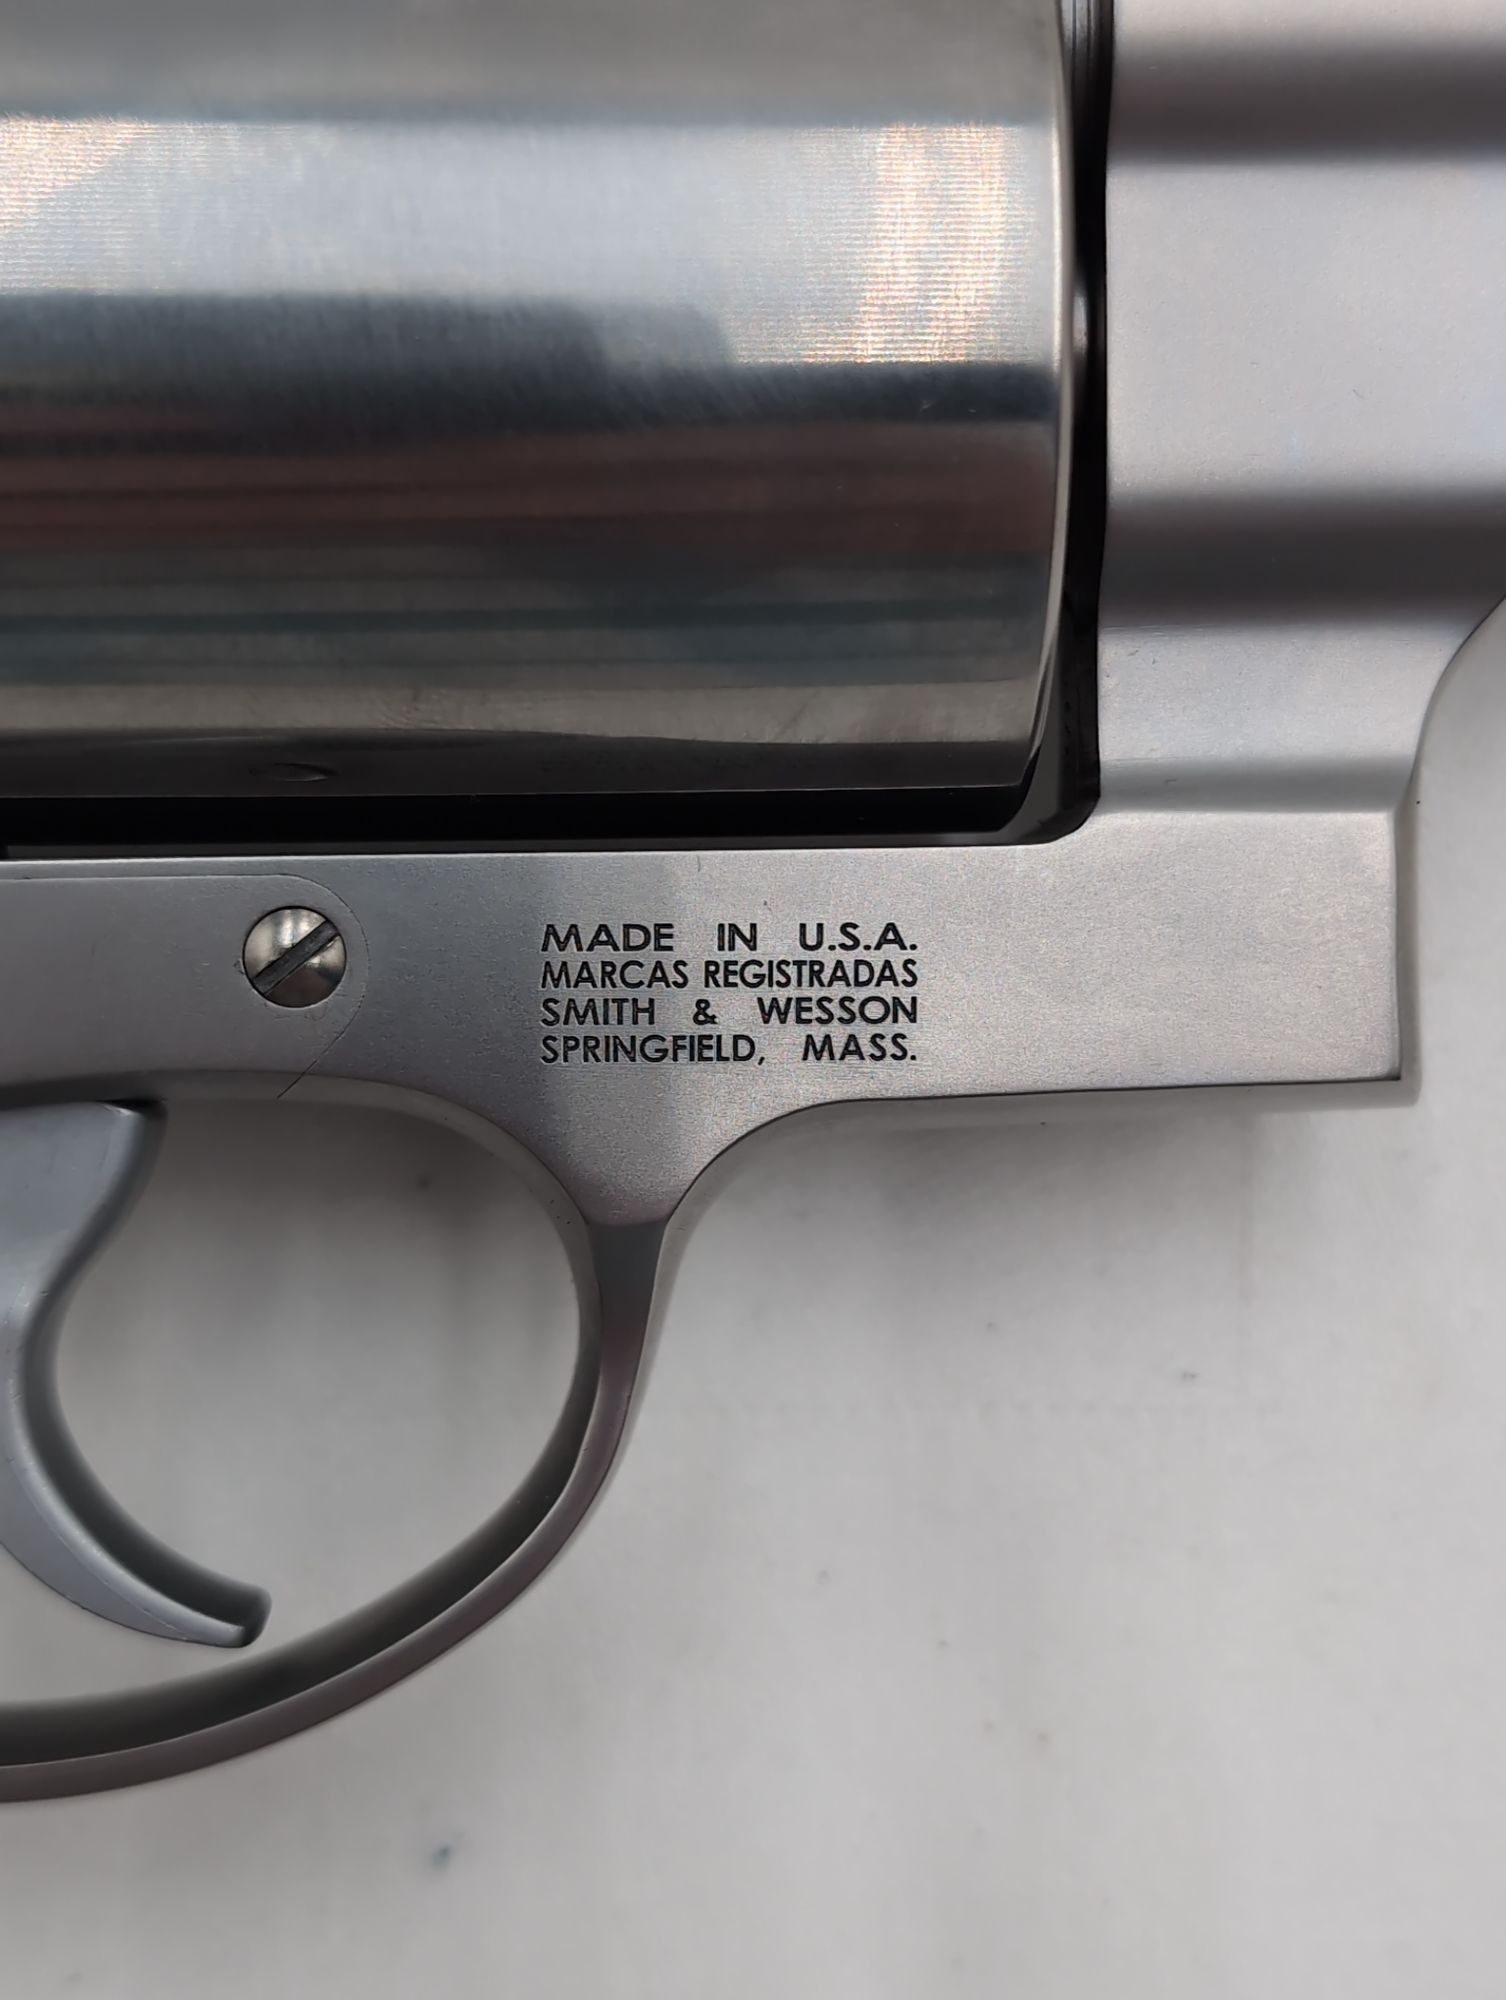 MADE IN U.S.A.
MARCAS REGISTRADAS
SMITH & WESSON
SPRINGFIELD, MASS.